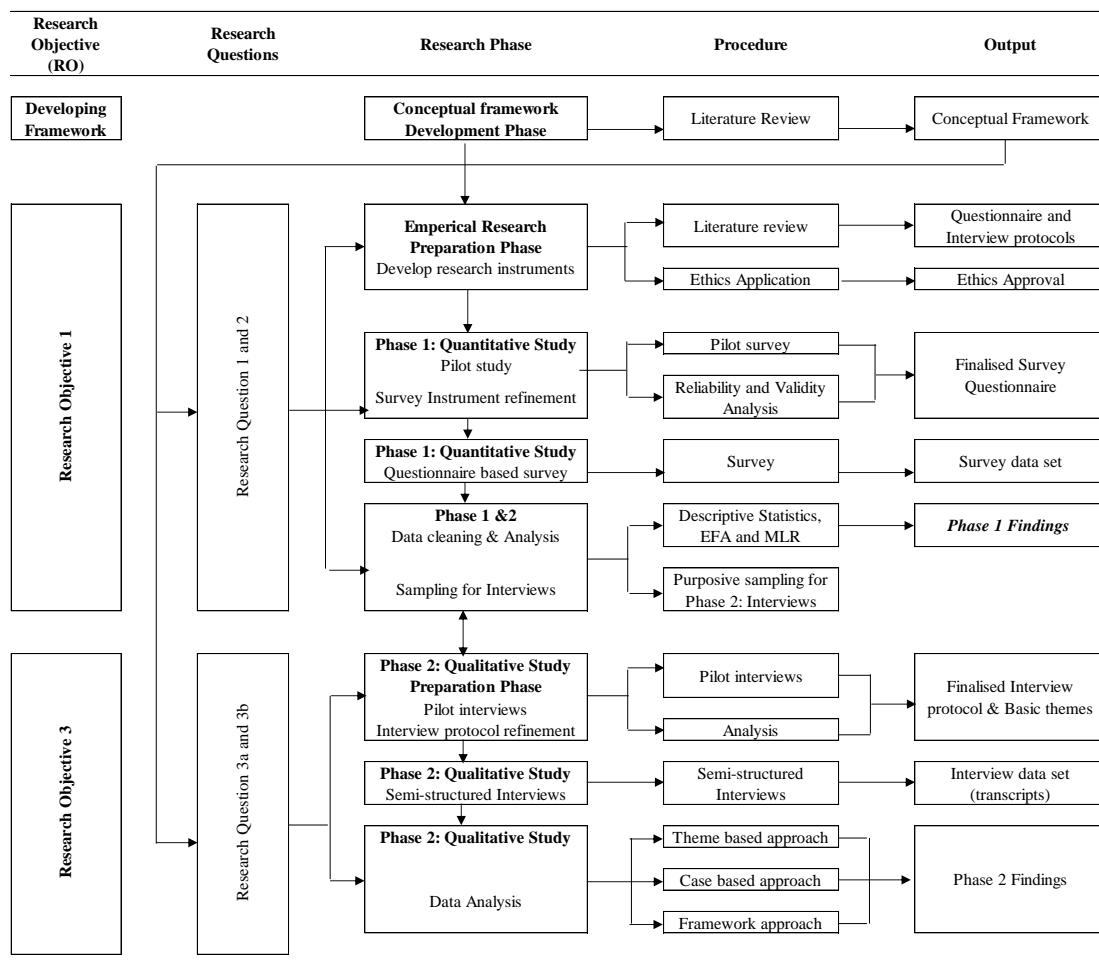 Research
Objective
(RO)
Research
Questions
Research Phase
Procedure
Output
Developing
Framework
Conceptual framework
Development Phase
Literature Review
Conceptual Framework
Research Objective 1
Research Question 1 and 2
Emperical Research
Preparation Phase
Develop research instruments
Literature review
Questionnaire and
Interview protocols
Ethics Application
Ethics Approval
Phase 1: Quantitative Study
Pilot study
Survey Instrument refinement
Pilot survey
Reliability and Validity
Analysis
Finalised Survey
Questionnaire
Phase 1: Quantitative Study
Questionnaire based survey
Survey
Survey data set
Phase 1 &2
Data cleaning & Analysis
Sampling for Interviews
Descriptive Statistics,
EFA and MLR
Phase 1 Findings
Purposive sampling for
Phase 2: Interviews
Research Objective 3
Research Question 3a and 3b
Phase 2: Qualitative Study
Preparation Phase
Pilot interviews
Interview protocol refinement
Pilot interviews
Analysis
Finalised Interview
protocol & Basic themes
Phase 2: Qualitative Study
Semi-structured Interviews
Semi-structured
Interviews
Interview data set
(transcripts)
Phase 2: Qualitative Study
Data Analysis
Theme based approach
Case based approach
Framework approach
Phase 2 Findings